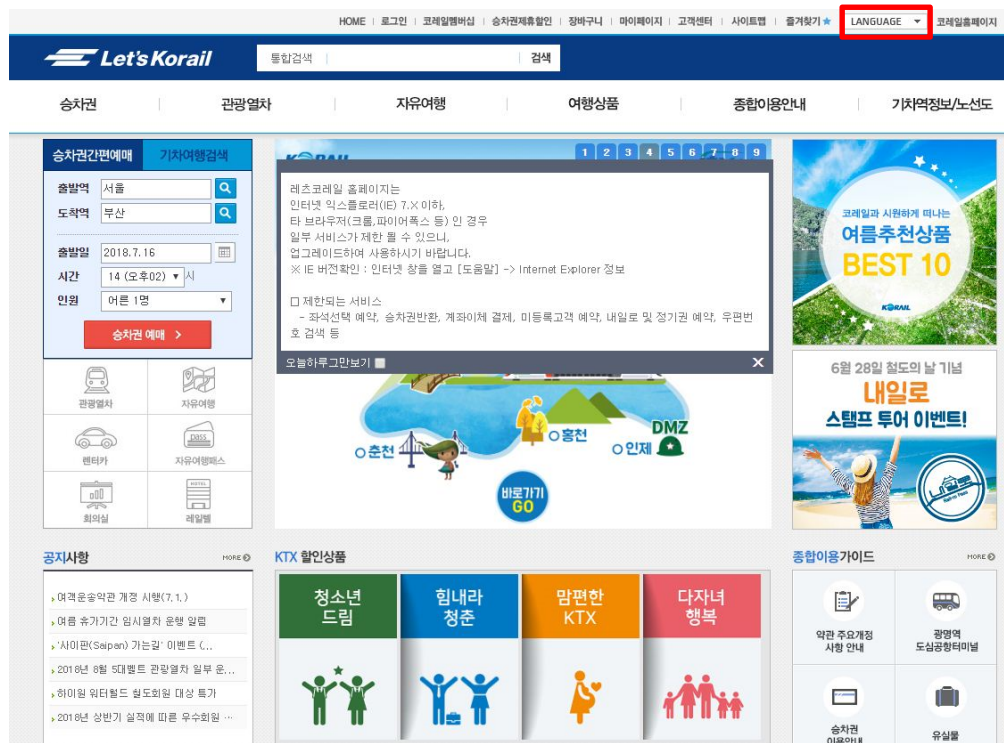 HOME 로그인 코레일멤버십 승차권제휴할인 장바구니 마이페이지 고객센터 사이트맵 즐겨찾기★ LANGUAGE ▼ 코레일홈페이지
Let's Korail 통합검색 검색
승차권 관광열차 자유여행 여행상품 종합이용안내 기차역정보/노선도
승차권간편예매 기차여행검색
출발역 서울
도착역 부산
출발일 2018.7.16
시간 14 (오후02) ▼ 시
인원 어른 1명 ▼
승차권 예매 >
관광열차 자유여행
렌터카 pass 자유여행패스
회의실 HOTEL 레일텔
KORAIL 1 2 3 4 5 6 7 8 9
레츠코레일 홈페이지는
인터넷 익스플로러(IE) 7.X 이하,
타 브라우저(크롬,파이어폭스 등) 인 경우
일부 서비스가 제한 될 수 있으니,
업그레이드하여 사용하시기 바랍니다.
※ IE 버전확인 : 인터넷 창을 열고 [도움말] -> Internet Explorer 정보
□ 제한되는 서비스
- 좌석선택 예약, 승차권반환, 계좌이체 결제, 미등록고객 예약, 내일로 및 정기권 예약, 우편번
호 검색 등
오늘하루그만보기 X
춘천
홍천
인제
DMZ
바로가기
GO
코레일과 시원하게 떠나는
여름추천상품
BEST 10
KORAIL
6월 28일 철도의 날 기념
내일로
스탬프 투어 이벤트!
공지사항 MORE
여객운송약관 개정 시행(7.1.)
여름 휴가기간 임시열차 운행 알림
'사이판(Saipan) 가는길' 이벤트 (...
2018년 8월 5대벨트 관광열차 일부 운...
하이원 워터월드 철도회원 대상 특가
2018년 상반기 실적에 따른 우수회원 ...
KTX 할인상품
청소년
드림
힘내라
청춘
맘편한
KTX
다자녀
행복
종합이용가이드 MORE
약관 주요개정
사항 안내
광명역
도심공항터미널
승차권
이용안내
유실물